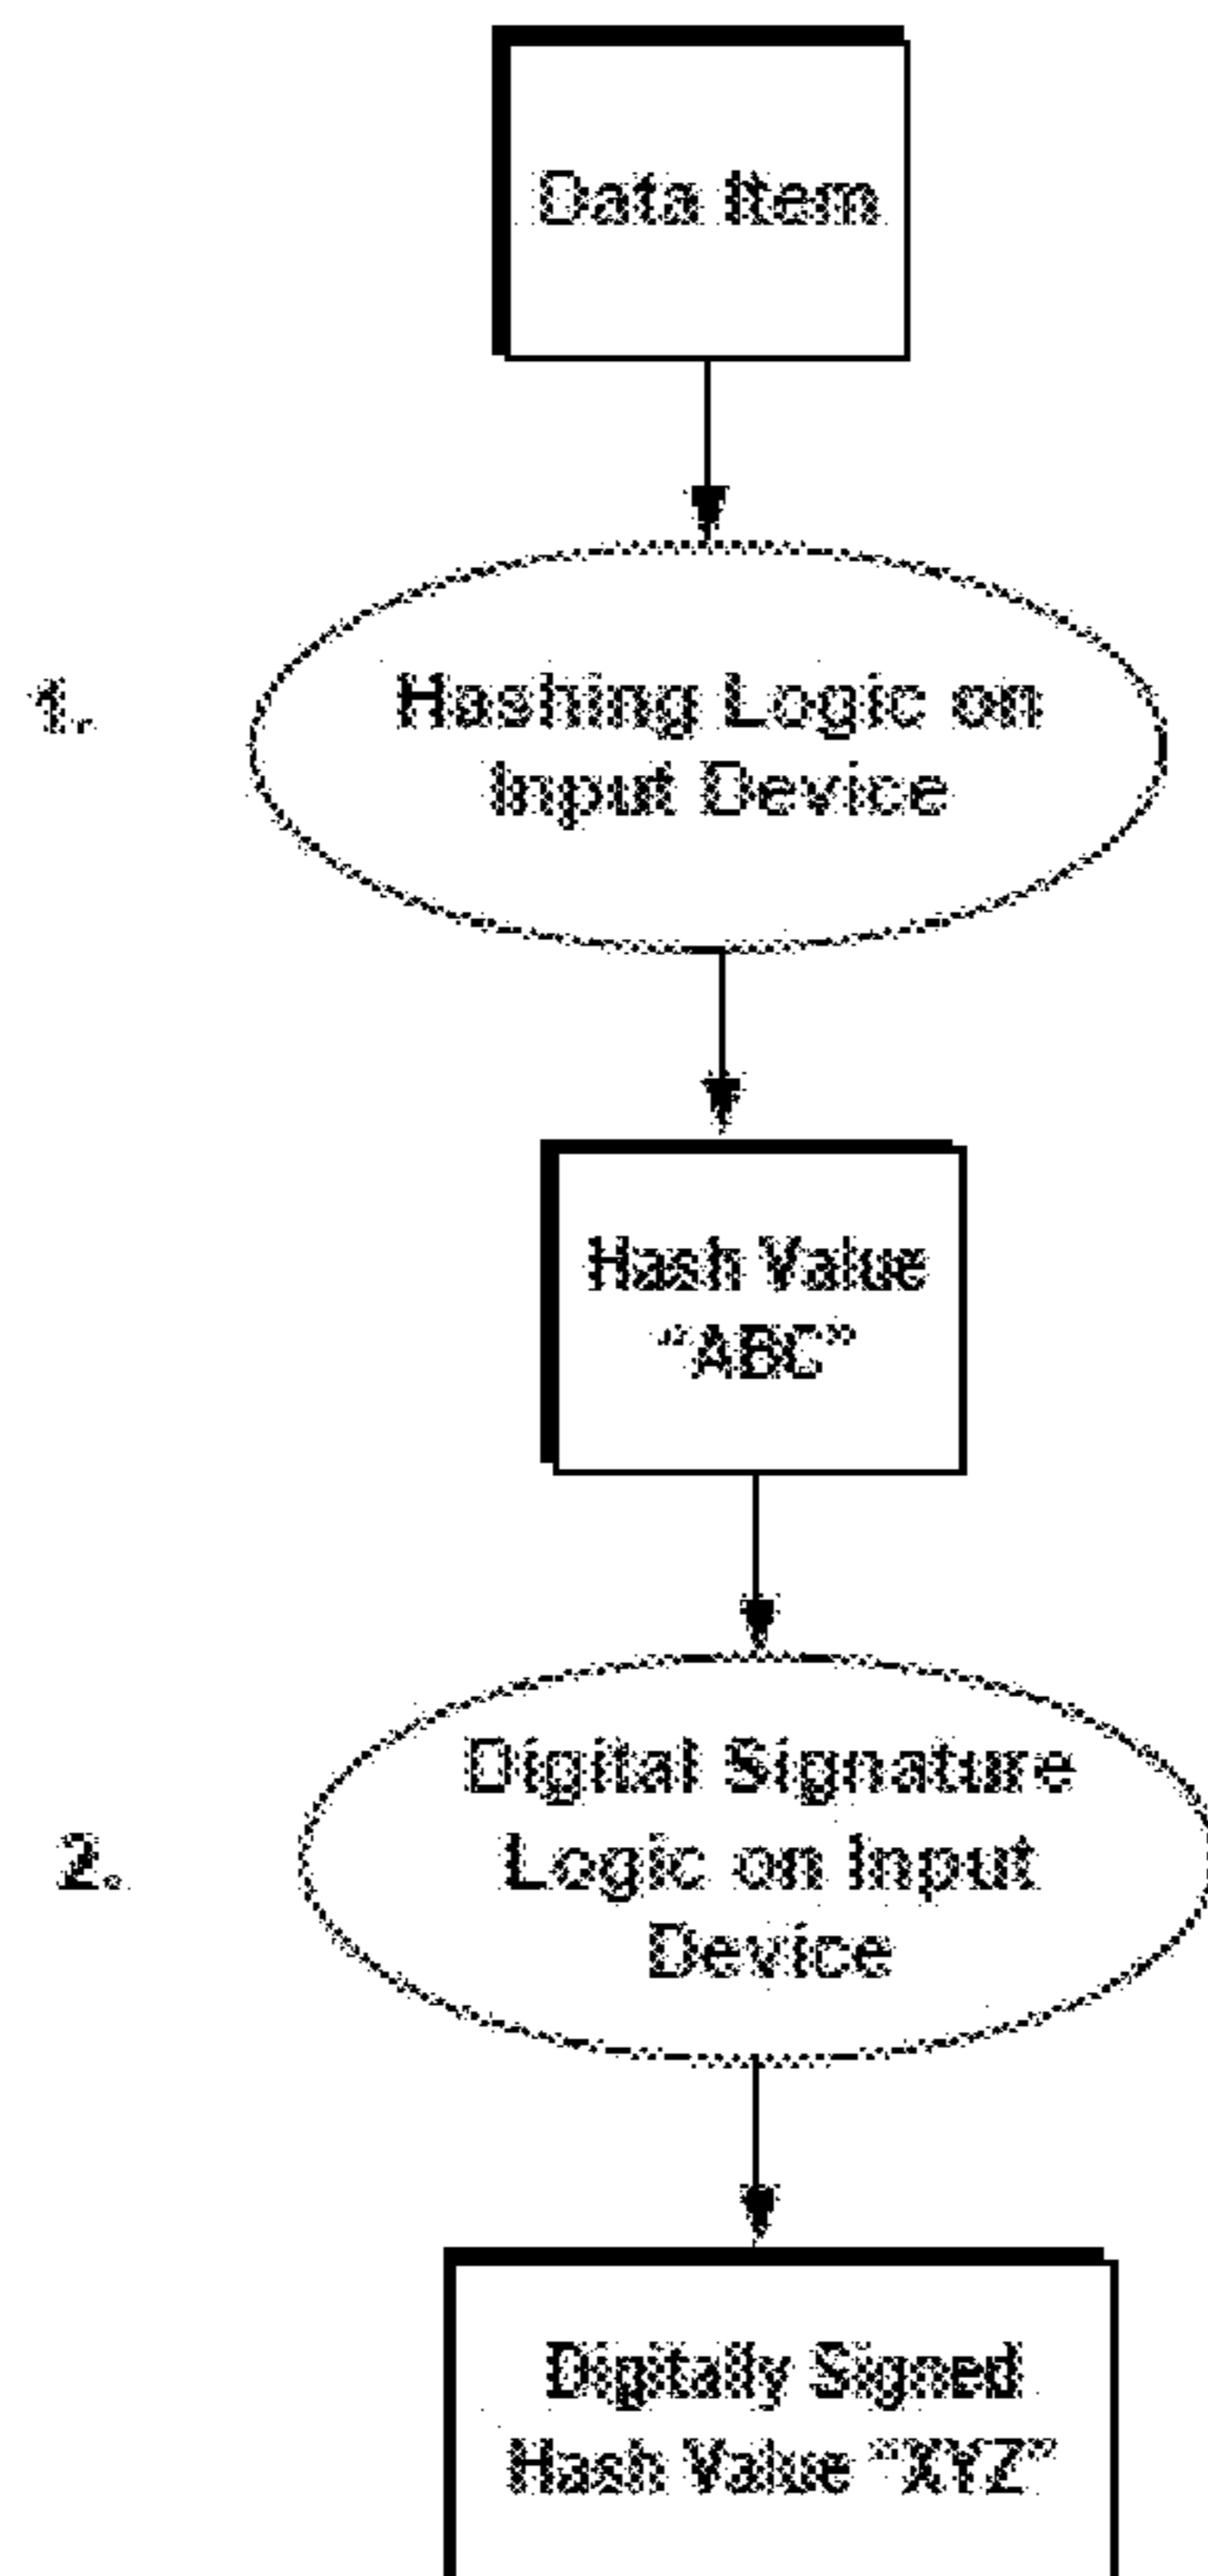 Data Item
1.
Hashing Logic on
Input Device
Hash Value
"ABC"
2.
Digital Signature
Logic on Input
Device
Digitally Signed
Hash Value "XYZ"